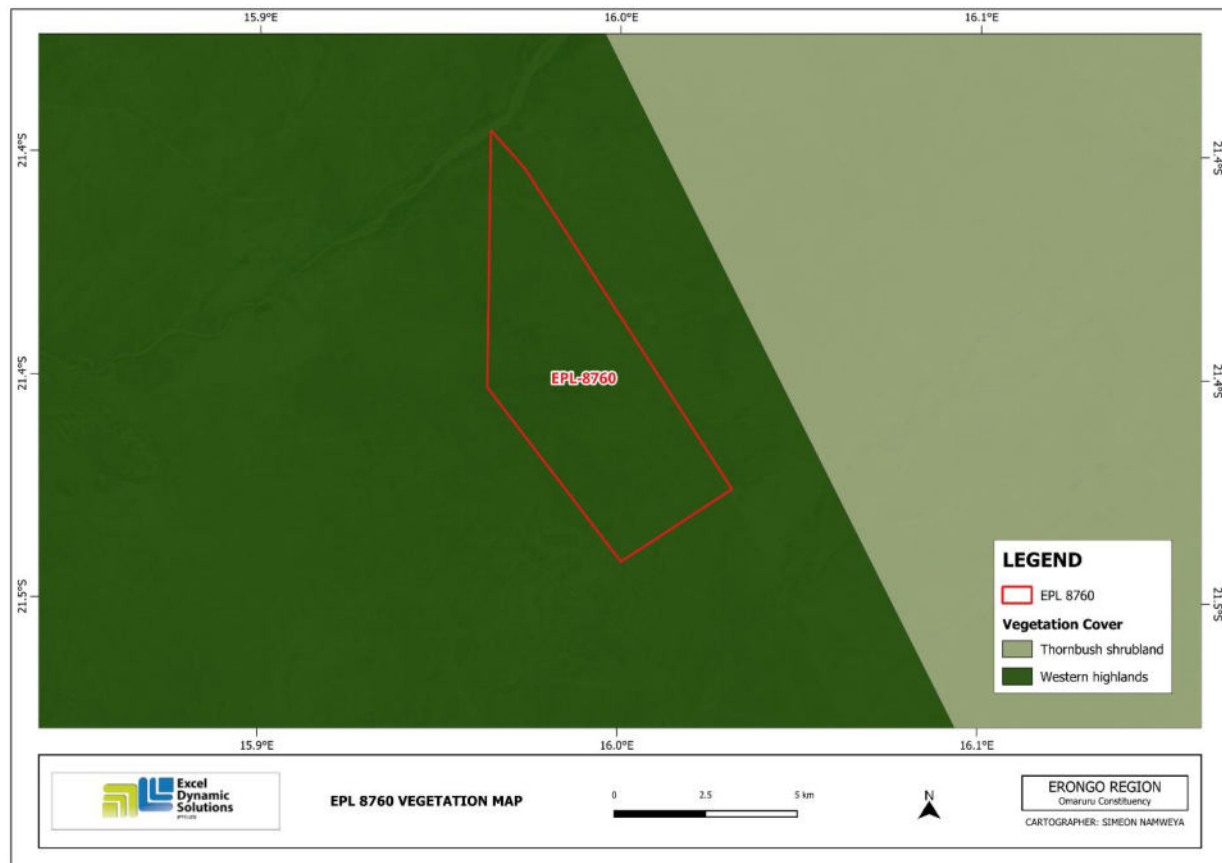 15.9°E 16.0°E 16.1°E
21.4°S 21.4°S
21.4°S 21.4°S
21.5°S 21.5°S
EPL-8760
LEGEND
EPL 8760
Vegetation Cover
Thornbush shrubland
Western highlands
15.9°E 16.0°E 16.1°E
Excel
Dynamic
Solutions
(PTY) LTD
EPL 8760 VEGETATION MAP
0 2.5 5 km
N
ERONGO REGION
Omaruru Constituency
CARTOGRAPHER: SIMEON NAMWEYA